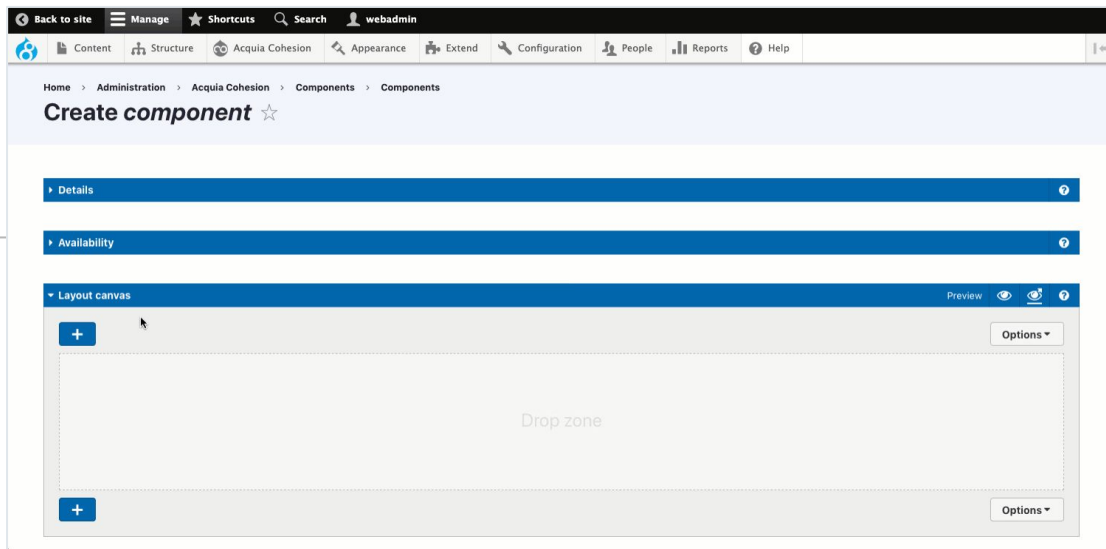 Back to site Manage Shortcuts Search webadmin
Content Structure Acquia Cohesion Appearance Extend Configuration People Reports Help
Home > Administration > Acquia Cohesion > Components > Components
Create component
Details
Availability
Layout canvas Preview
+ Options
Drop zone
+ Options